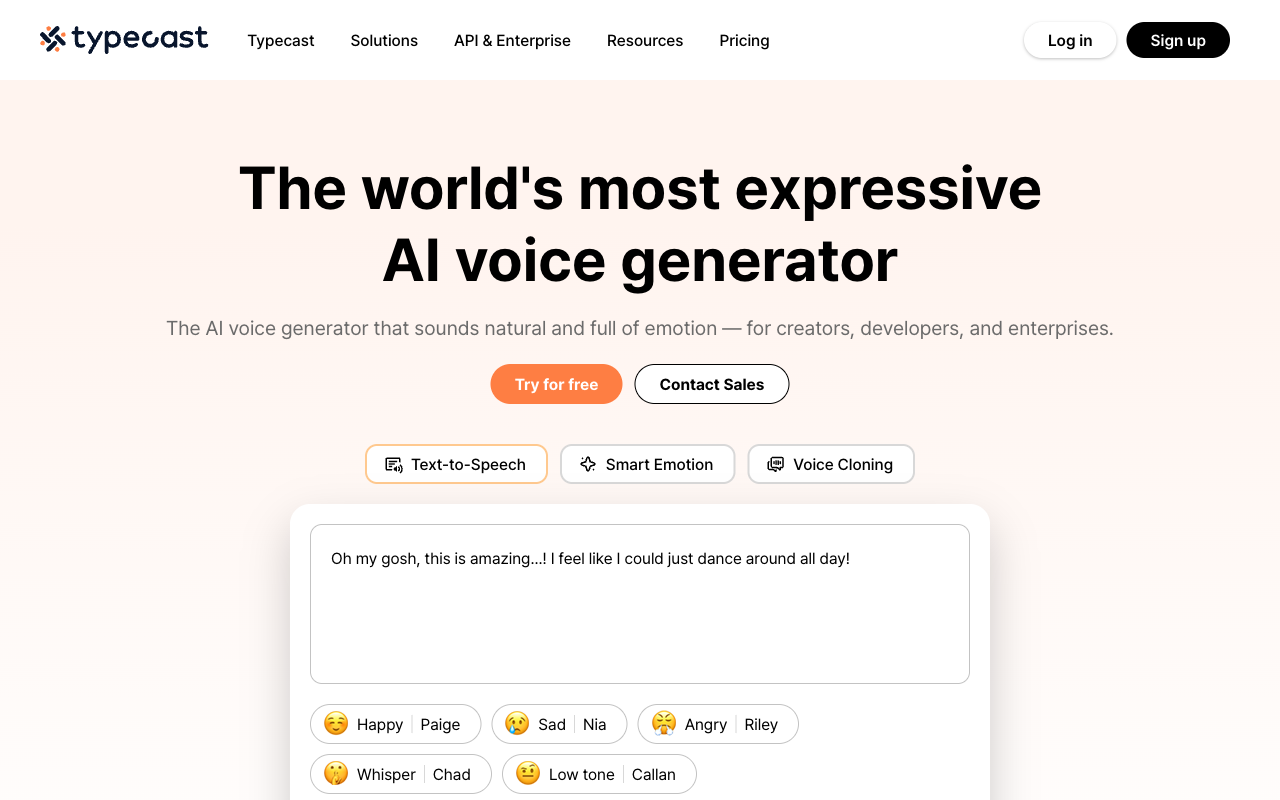 typecast
Typecast
Solutions
API & Enterprise
Resources
Pricing
Log in
Sign up
The world's most expressive
AI voice generator
The AI voice generator that sounds natural and full of emotion — for creators, developers, and enterprises.
Try for free
Contact Sales
Text-to-Speech
Smart Emotion
Voice Cloning
Oh my gosh, this is amazing...! I feel like I could just dance around all day!
Happy | Paige
Sad | Nia
Angry | Riley
Whisper | Chad
Low tone | Callan